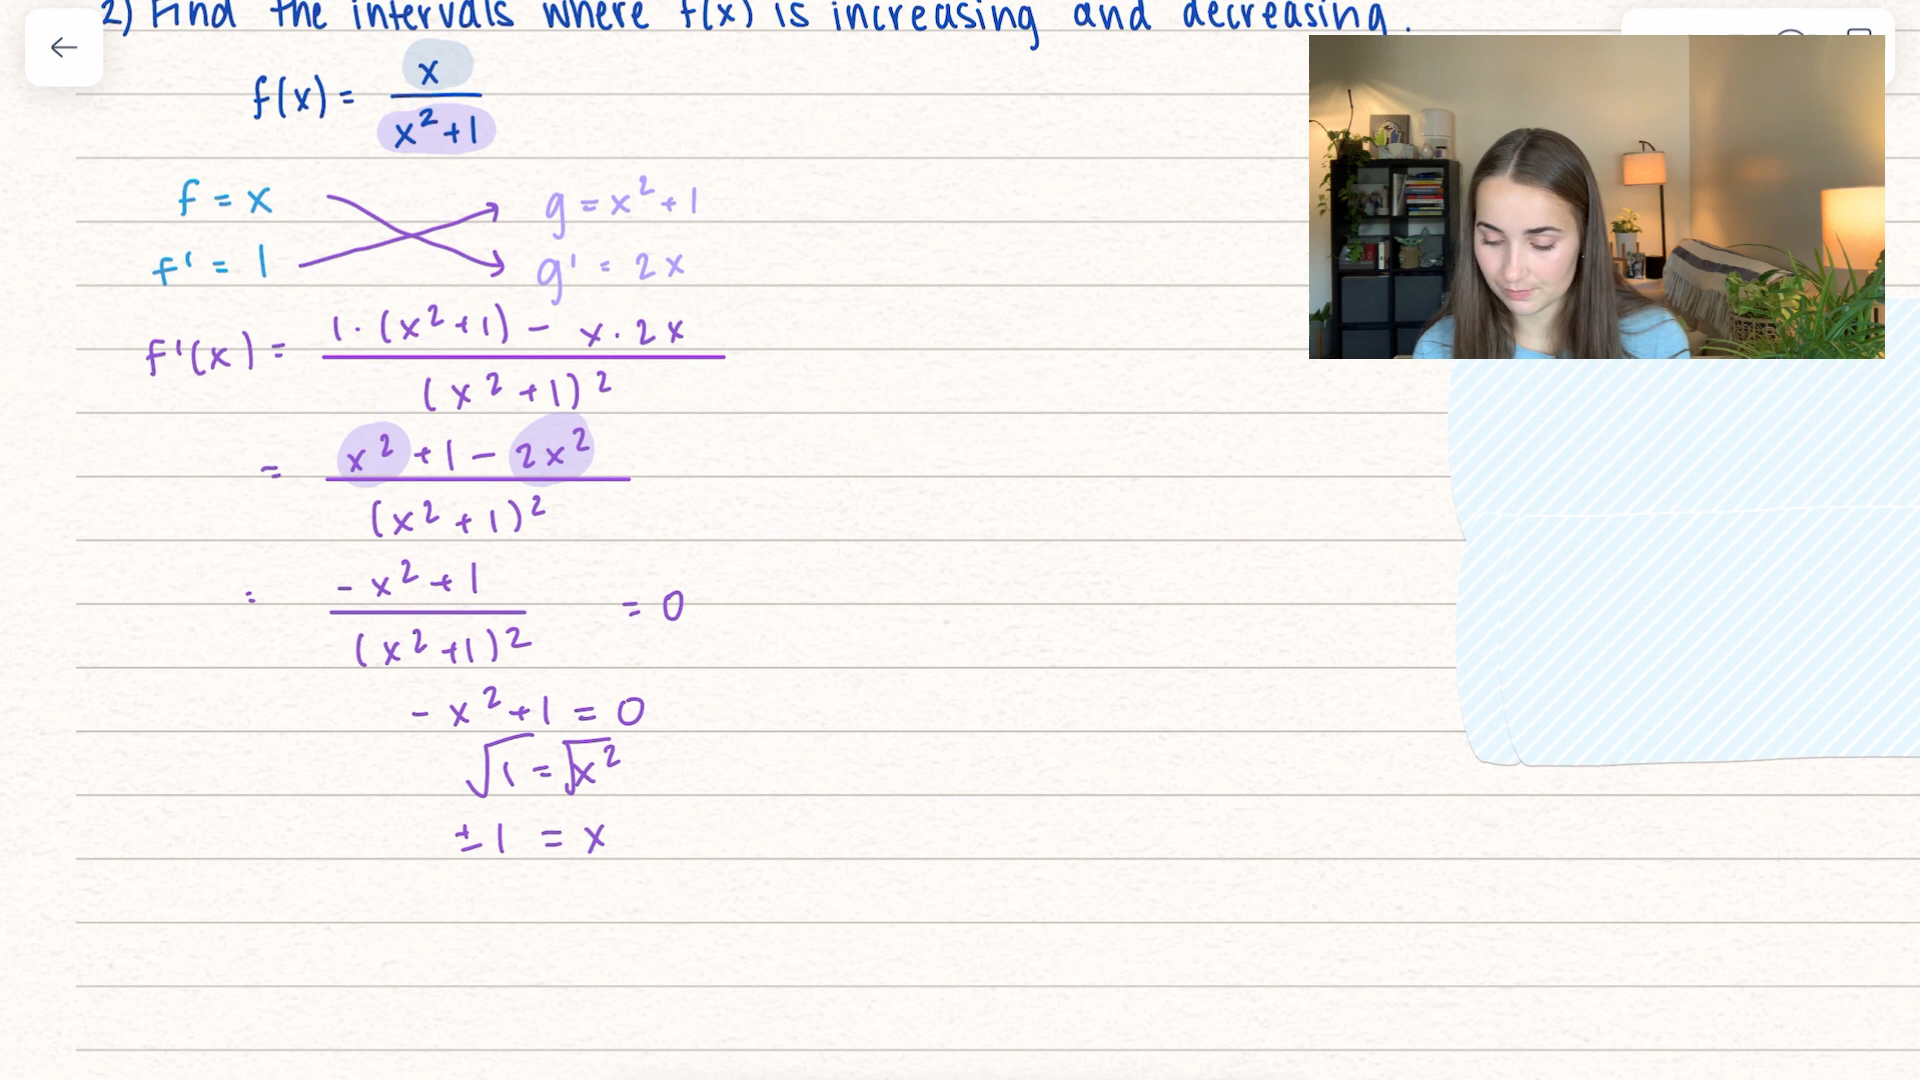 2) Find the intervals where f(x) is increasing and decreasing.
f(x) = x / x²+1
f = x g = x²+1
f' = 1 g' = 2x
f'(x) = 1·(x²+1) − x·2x / (x²+1)²
= x²+1−2x² / (x²+1)²
= −x²+1 / (x²+1)² = 0
−x²+1 = 0
√1 = √x²
±1 = x